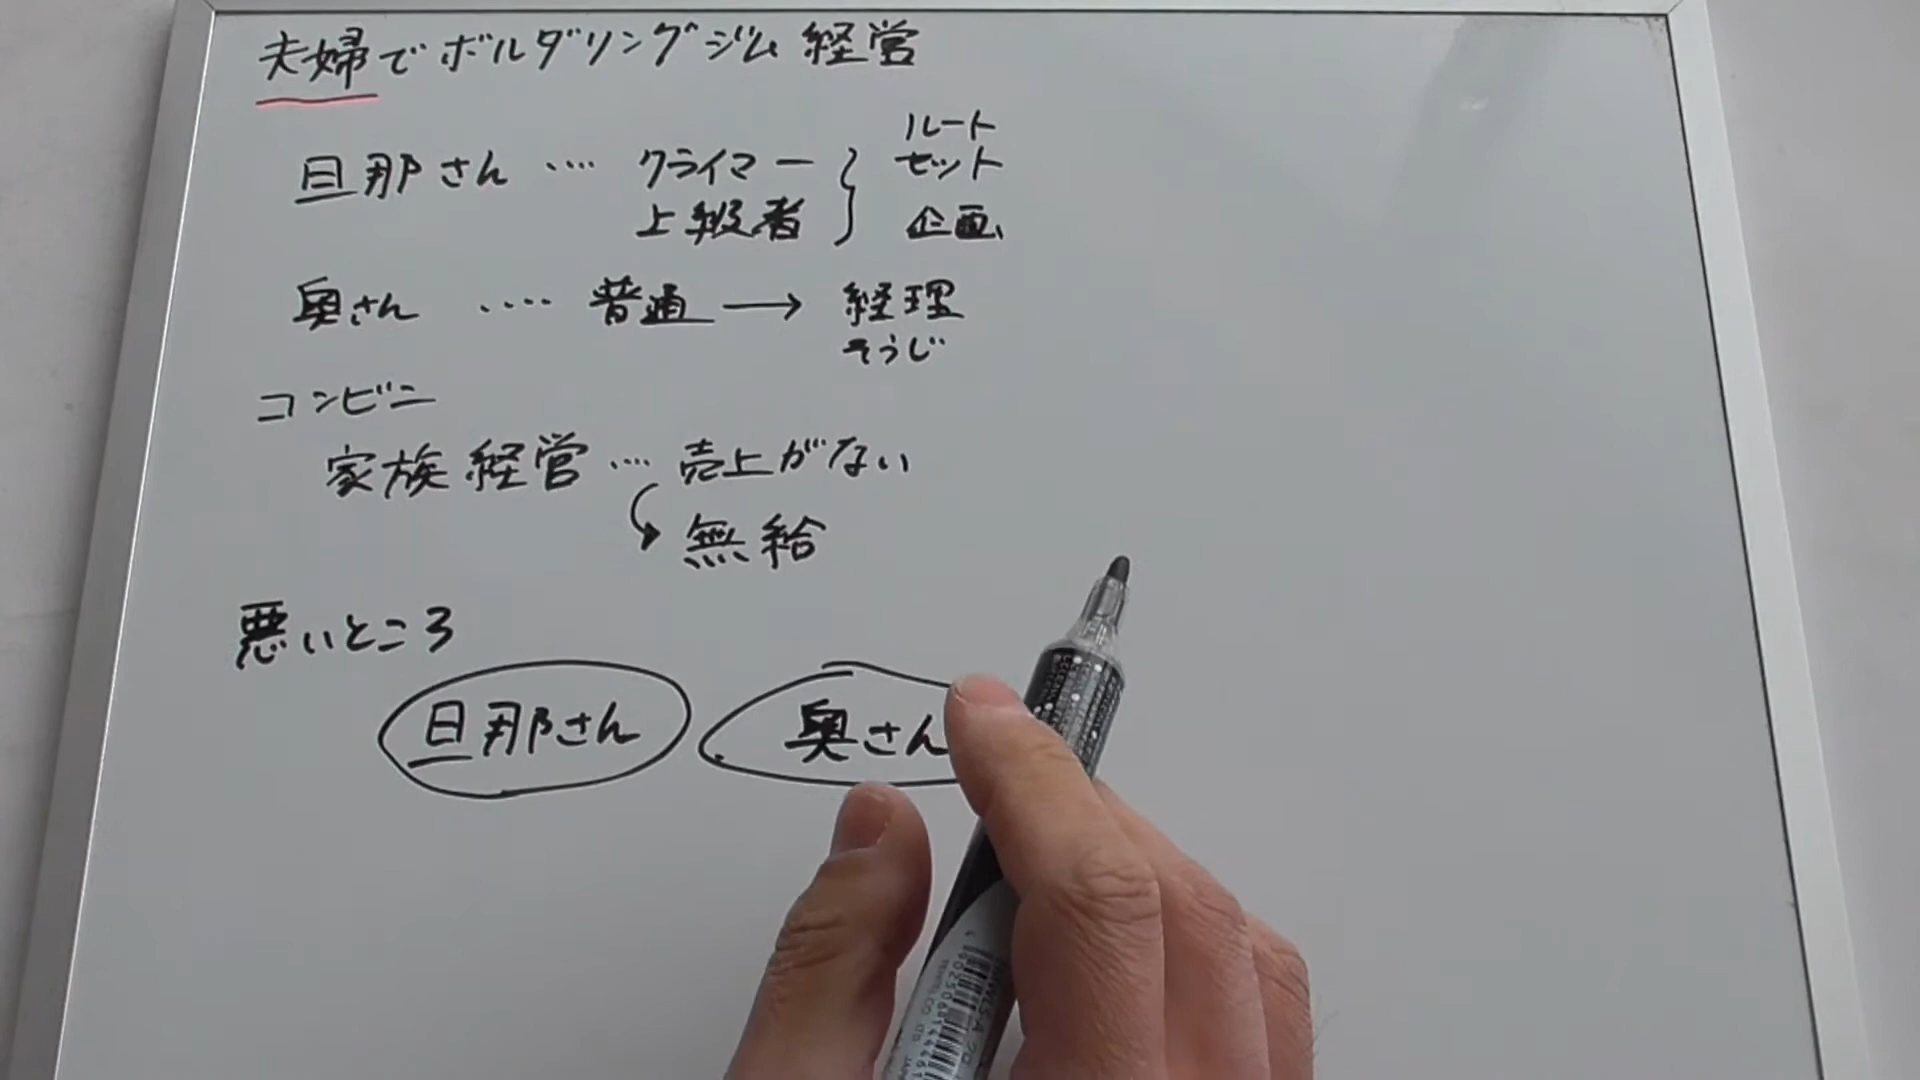 夫婦でボルダリングジム経営
旦那さん ‥‥ クライマー
上級者
ルート
セット
企画
奥さん ‥‥ 普通 → 経理
そうじ
コンビニ
家族経営 ‥‥ 売上がない
無給
悪いところ
旦那さん 奥さん